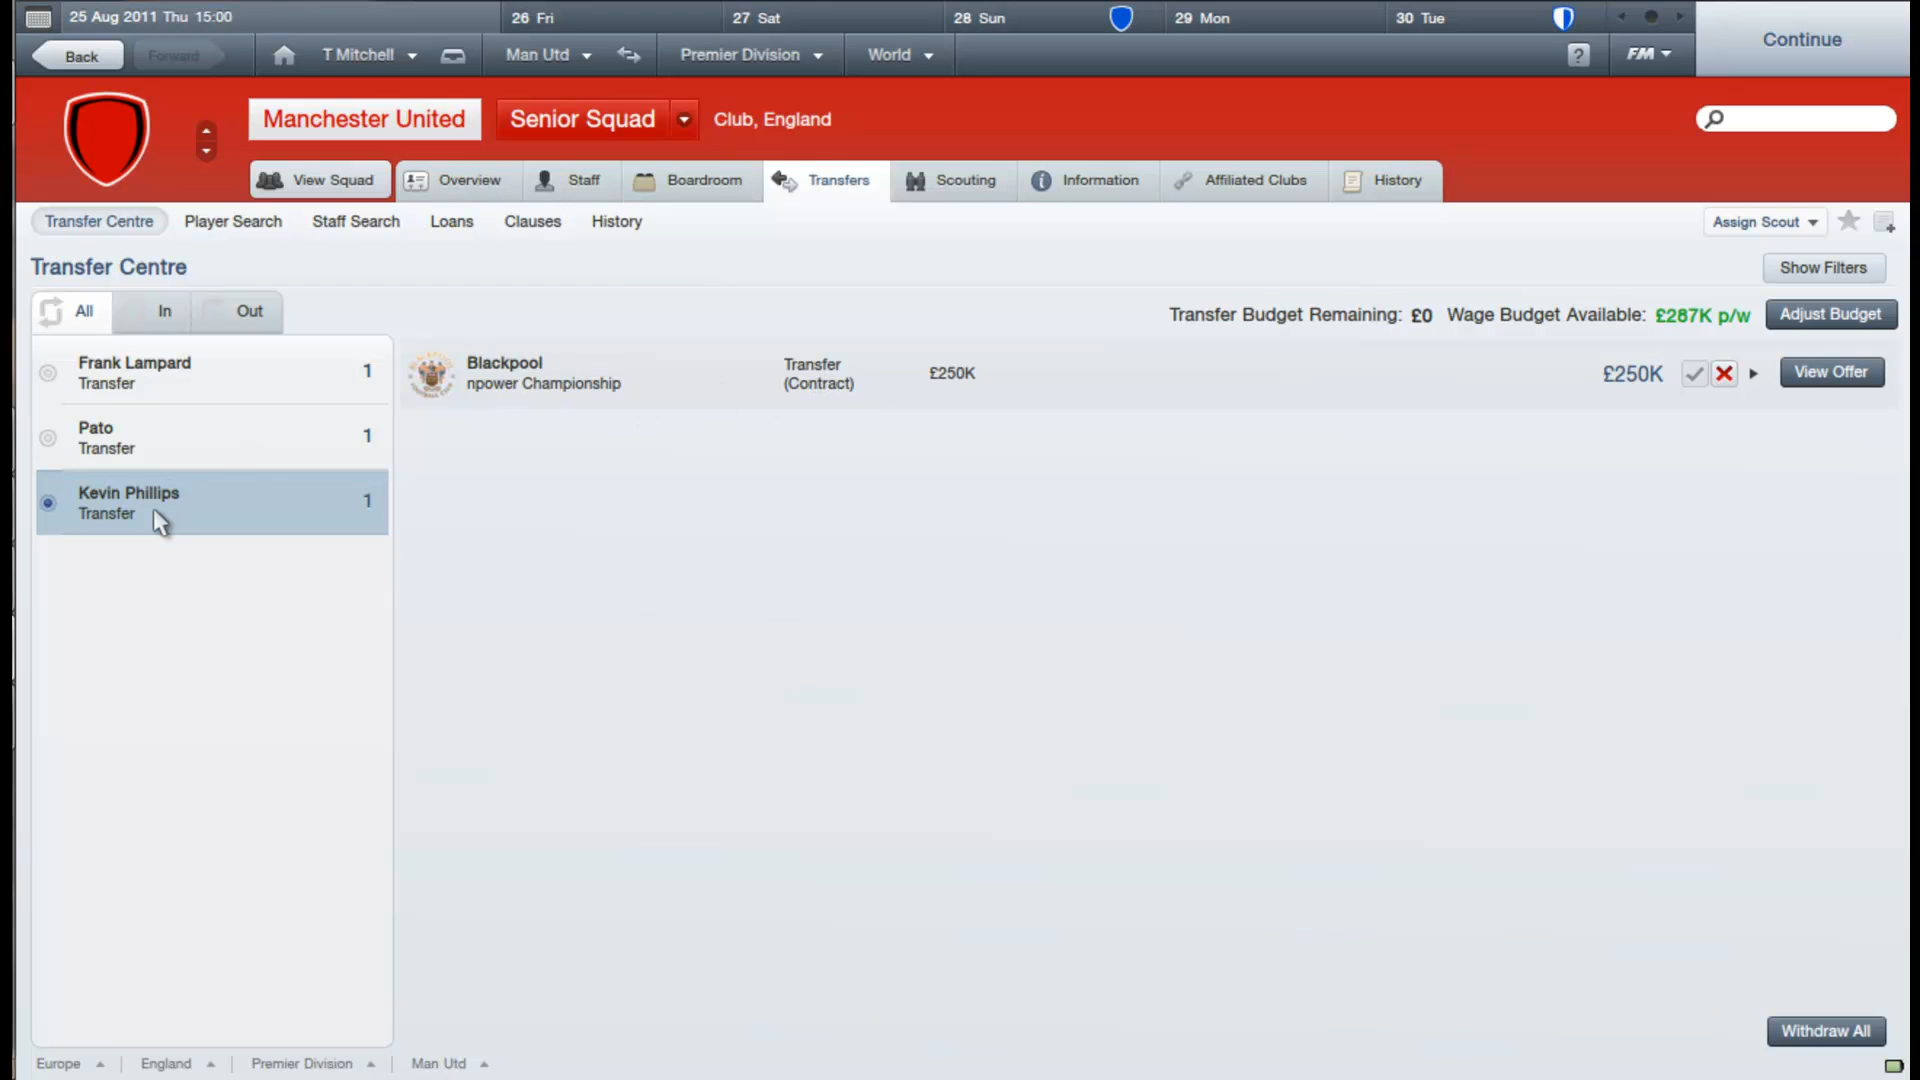 25 Aug 2011 Thu 15:00 26 Fri 27 Sat 28 Sun 29 Mon 30 Tue
Continue
Back Forward T Mitchell Man Utd Premier Division World ? FM
Manchester United Senior Squad Club, England
View Squad Overview Staff Boardroom Transfers Scouting Information Affiliated Clubs History
Transfer Centre Player Search Staff Search Loans Clauses History Assign Scout
Transfer Centre Show Filters
All In Out Transfer Budget Remaining: £0 Wage Budget Available: £287K p/w Adjust Budget
Frank Lampard
Transfer
1
Blackpool
npower Championship
Transfer
(Contract)
£250K
£250K
View Offer
Pato
Transfer
1
Kevin Phillips
Transfer
1
Withdraw All
Europe England Premier Division Man Utd